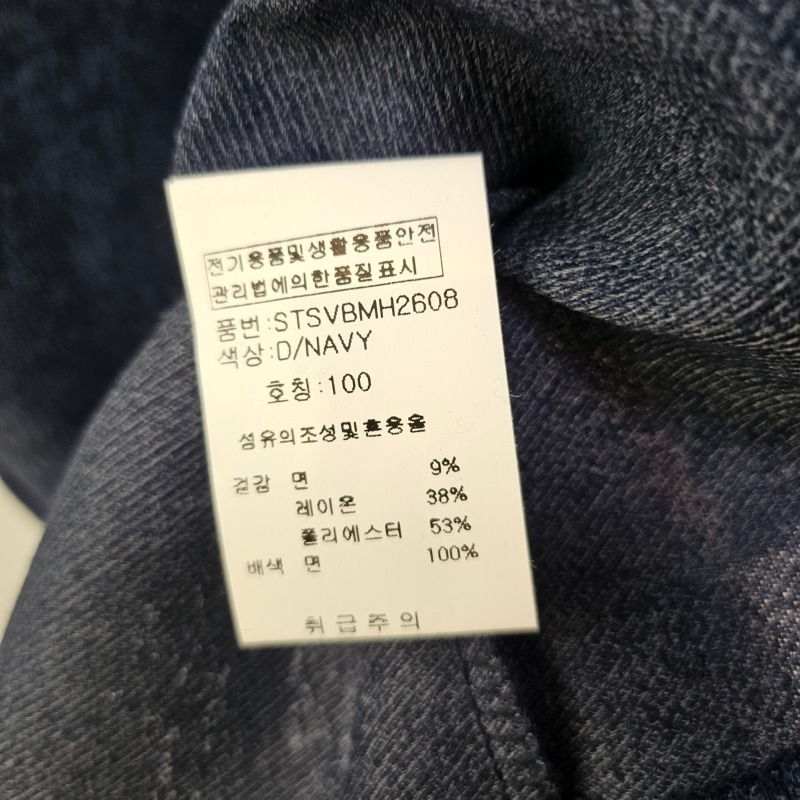 전기용품및생활용품안전
관리법에의한품질표시
품번:STSVBMH2608
색상:D/NAVY
호칭:100
섬유의조성및혼용율
겉감 면 9%
레이온 38%
폴리에스터 53%
배색 면 100%
취급주의